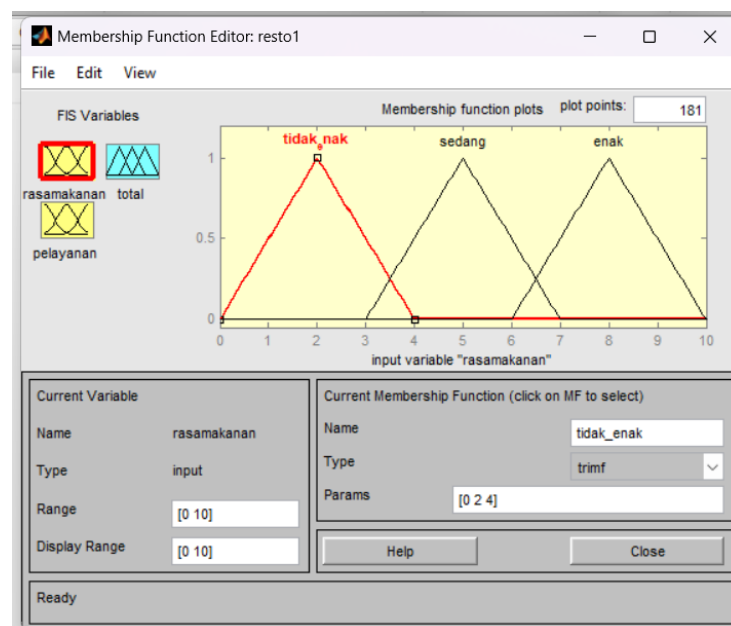 Membership Function Editor: resto1
File Edit View
FIS Variables
Membership function plots plot points: 181
rasamakanan total
pelayanan
tidak_enak sedang enak
1
0.5
0
0 1 2 3 4 5 6 7 8 9 10
input variable "rasamakanan"
Current Variable
Name rasamakanan
Type input
Range [0 10]
Display Range [0 10]
Current Membership Function (click on MF to select)
Name tidak_enak
Type trimf
Params [0 2 4]
Help Close
Ready